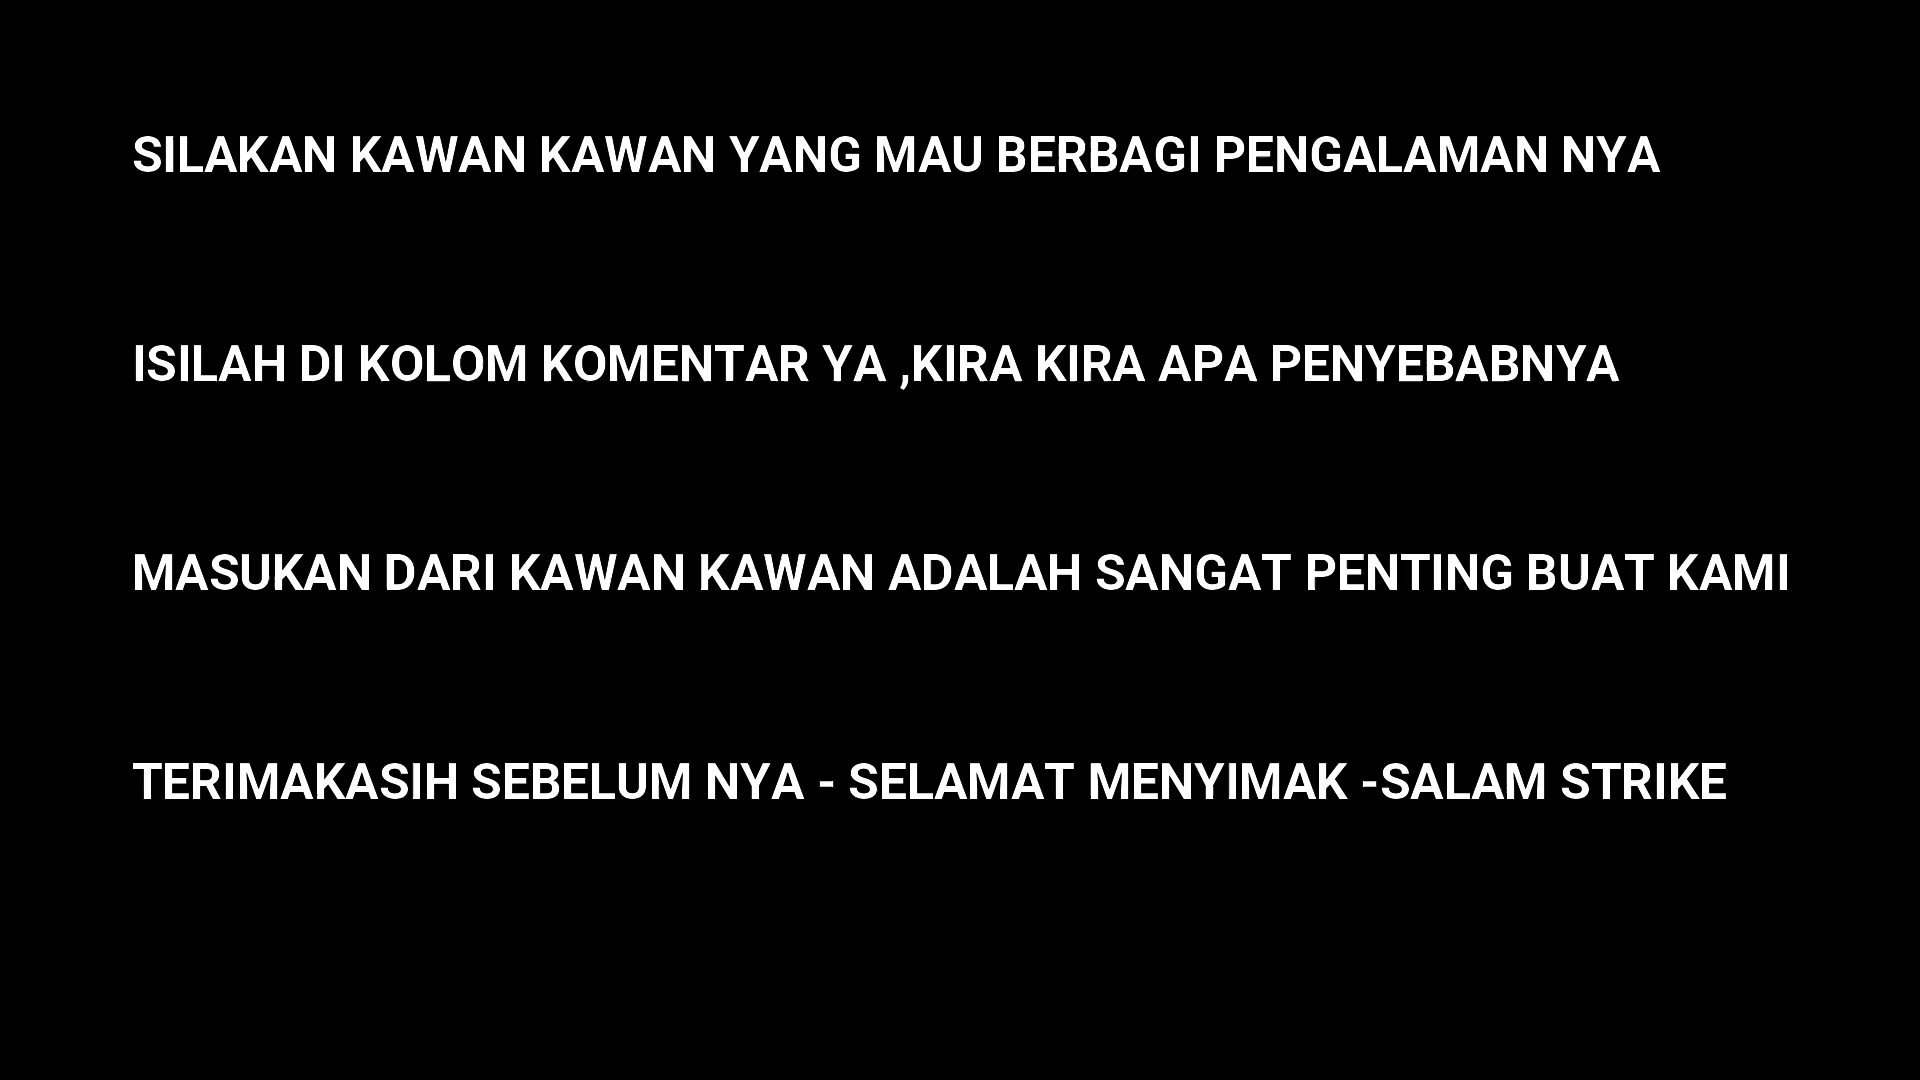 SILAKAN KAWAN KAWAN YANG MAU BERBAGI PENGALAMAN NYA
ISILAH DI KOLOM KOMENTAR YA ,KIRA KIRA APA PENYEBABNYA
MASUKAN DARI KAWAN KAWAN ADALAH SANGAT PENTING BUAT KAMI
TERIMAKASIH SEBELUM NYA - SELAMAT MENYIMAK -SALAM STRIKE